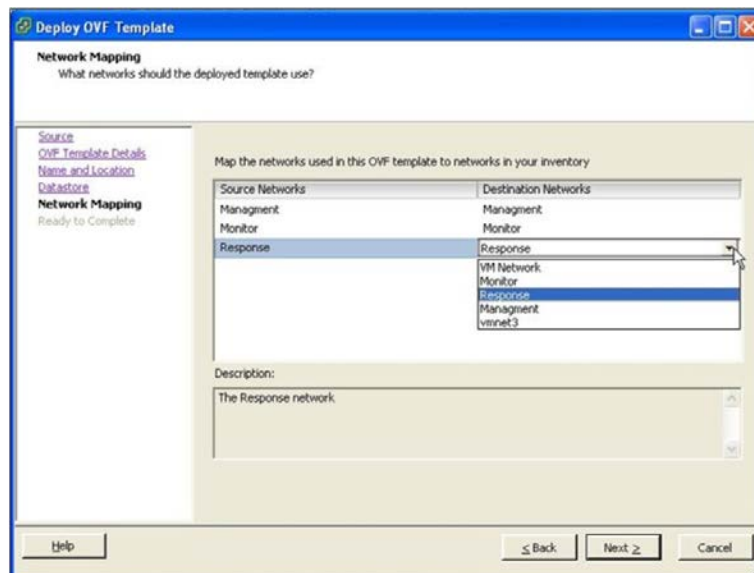 Deploy OVF Template
Network Mapping
What networks should the deployed template use?
Source
OVF Template Details
Name and Location
Datastore
Network Mapping
Ready to Complete
Map the networks used in this OVF template to networks in your inventory
Source Networks Destination Networks
Managment Managment
Monitor Monitor
Response Response
VM Network
Monitor
Response
Managment
vmnet3
Description:
The Response network
Help ≤ Back Next ≥ Cancel